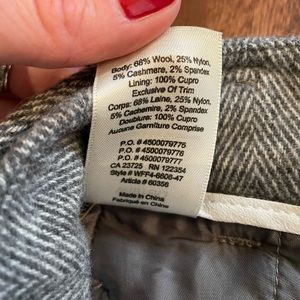 Body: 68% Wool, 25% Nylon,
5% Cashmere, 2% Spandex
Lining: 100% Cupro
Exclusive Of Trim
Corps: 68% Laine, 25% Nylon,
5% Cachemire, 2% Spandex
Doublure: 100% Cupro
Aucune Garniture Comprise
P.O. # 4500079775
P.O. # 4500079776
P.O. # 4500079777
CA 23725 RN 122354
Style # WFF4-6608-47
Article # 60356
Made In China
Fabriqué en Chine